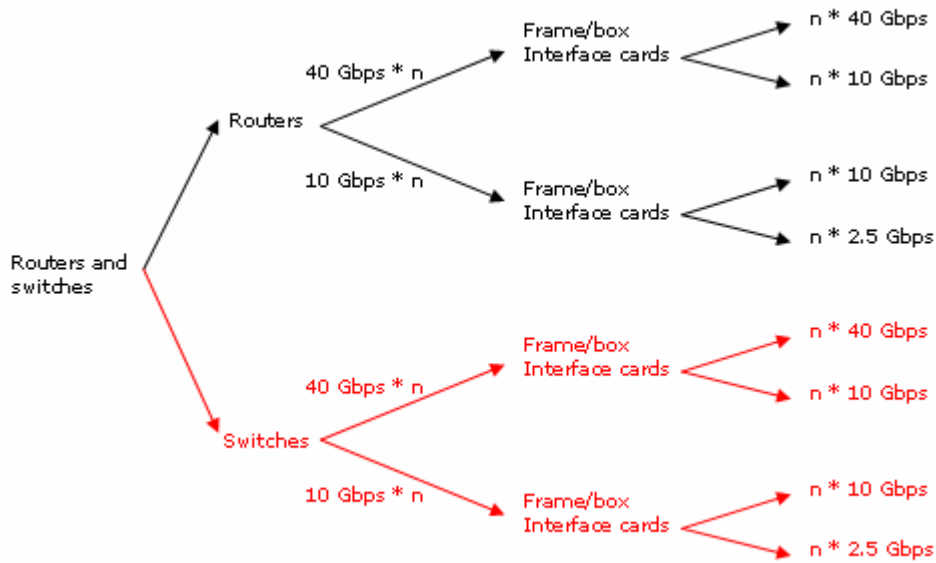 Routers and
switches
Routers
40 Gbps * n
10 Gbps * n
Frame/box
Interface cards
n * 40 Gbps
n * 10 Gbps
Frame/box
Interface cards
n * 10 Gbps
n * 2.5 Gbps
Switches
40 Gbps * n
10 Gbps * n
Frame/box
Interface cards
n * 40 Gbps
n * 10 Gbps
Frame/box
Interface cards
n * 10 Gbps
n * 2.5 Gbps